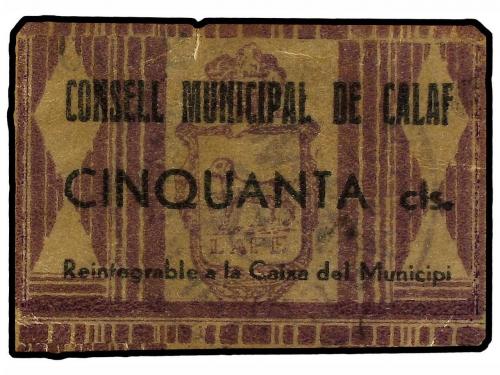 CONSELL MUNICIPAL DE CALAF
CINQUANTA cts.
Reintegrable a la Caixa del Municipi